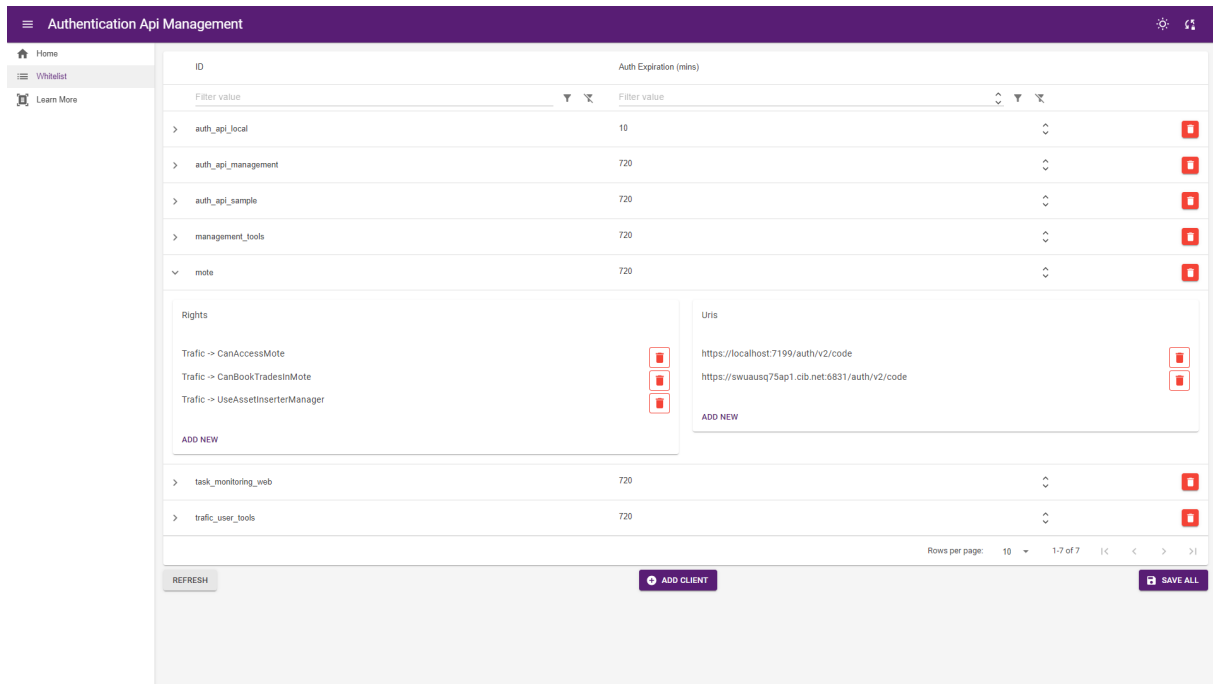 Authentication Api Management
Home
Whitelist
Learn More
ID Auth Expiration (mins)
Filter value Filter value
auth_api_local 10
auth_api_management 720
auth_api_sample 720
management_tools 720
mote 720
Rights
Trafic -> CanAccessMote
Trafic -> CanBookTradesInMote
Trafic -> UseAssetInserterManager
ADD NEW
Uris
https://localhost:7199/auth/v2/code
https://swuausq75ap1.cib.net:6831/auth/v2/code
ADD NEW
task_monitoring_web 720
trafic_user_tools 720
Rows per page: 10 1-7 of 7
REFRESH ADD CLIENT SAVE ALL